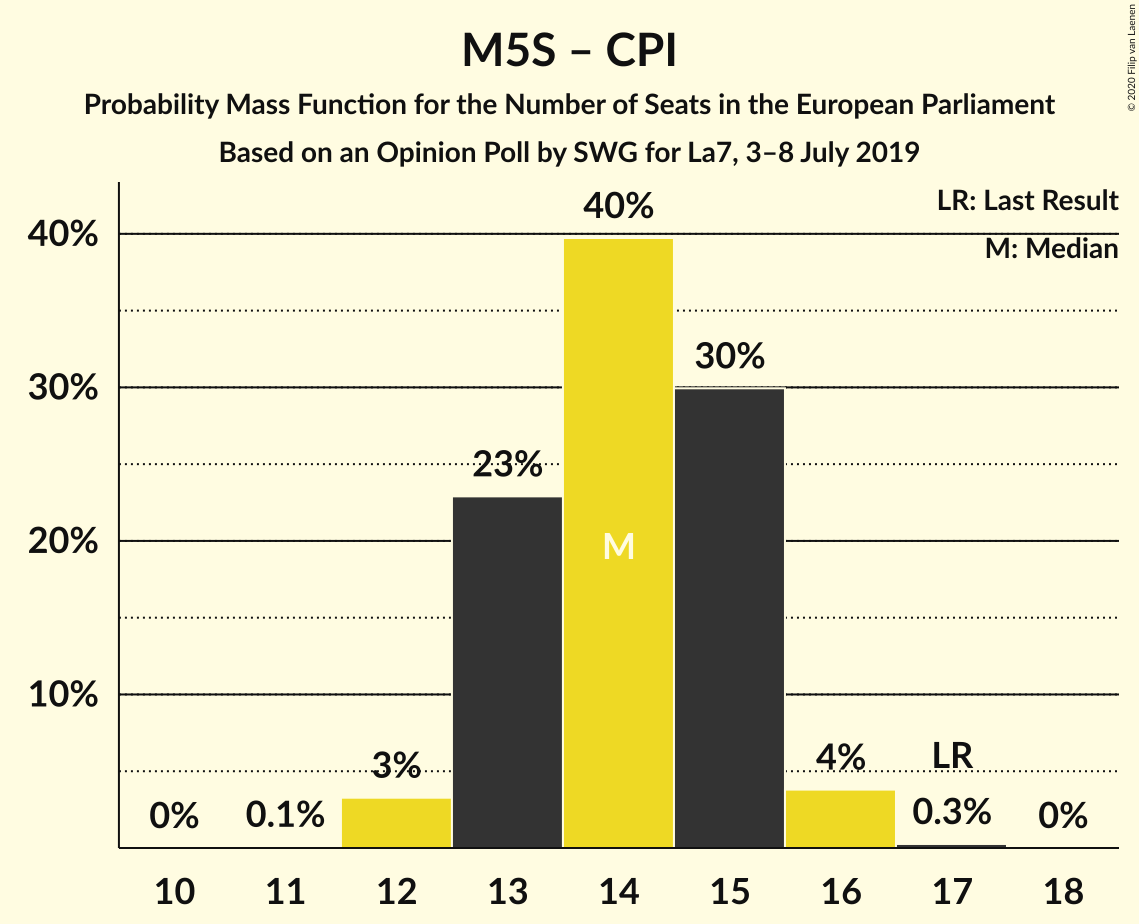 M5S – CPI
Probability Mass Function for the Number of Seats in the European Parliament
Based on an Opinion Poll by SWG for La7, 3–8 July 2019
© 2020 Filip van Laenen
LR: Last Result
M: Median
40%
30%
20%
10%
0%
0.1%
3%
23%
40%
M
30%
4%
LR
0.3%
0%
10 11 12 13 14 15 16 17 18